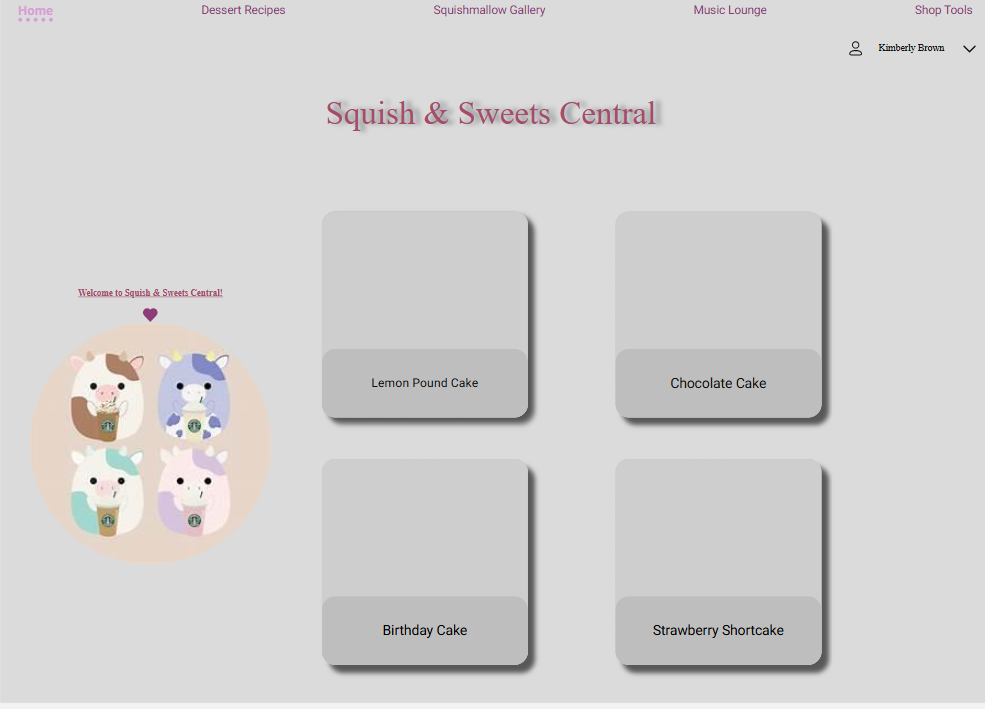 Home Dessert Recipes Squishmallow Gallery Music Lounge Shop Tools
Kimberly Brown
Squish & Sweets Central
Welcome to Squish & Sweets Central!
Lemon Pound Cake
Chocolate Cake
Birthday Cake
Strawberry Shortcake